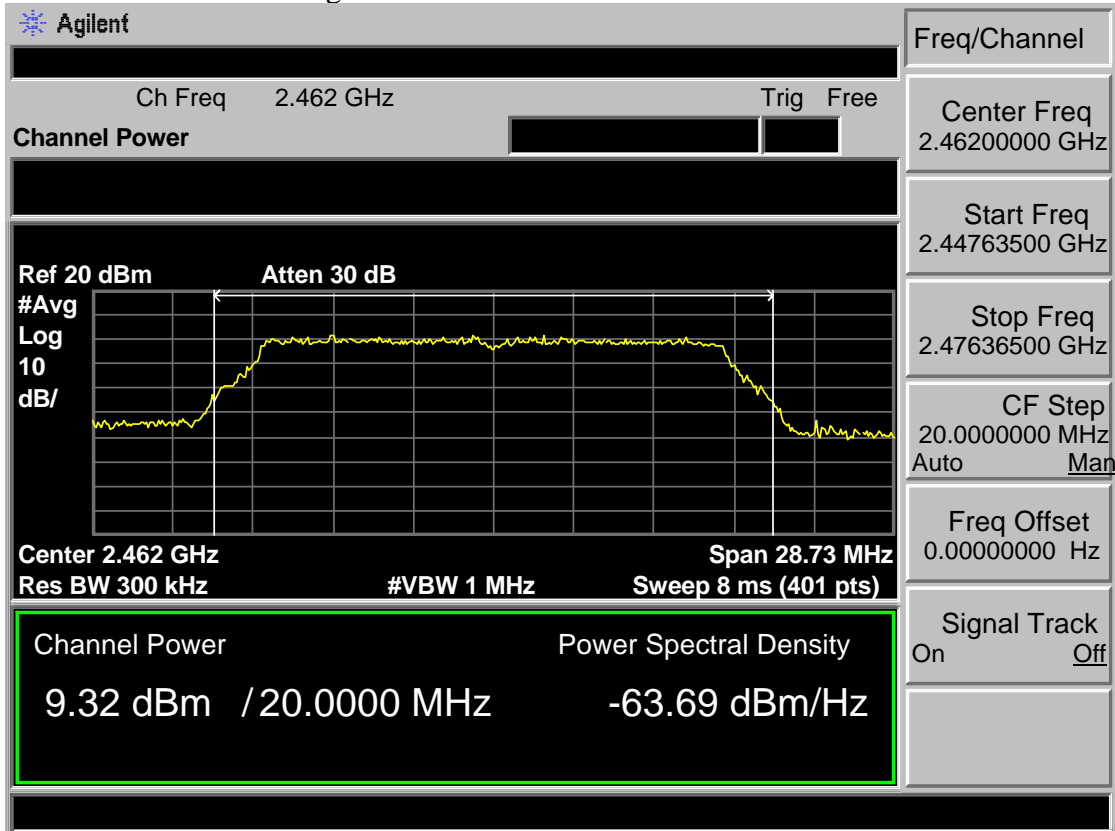 Agilent
Freq/Channel
Ch Freq 2.462 GHz Trig Free
Channel Power
Center Freq
2.46200000 GHz
Start Freq
2.44763500 GHz
Ref 20 dBm Atten 30 dB
#Avg
Log
10
dB/
Stop Freq
2.47636500 GHz
CF Step
20.0000000 MHz
Auto Man
Freq Offset
0.00000000 Hz
Center 2.462 GHz Span 28.73 MHz
Res BW 300 kHz #VBW 1 MHz Sweep 8 ms (401 pts)
Signal Track
On Off
Channel Power Power Spectral Density
9.32 dBm / 20.0000 MHz -63.69 dBm/Hz